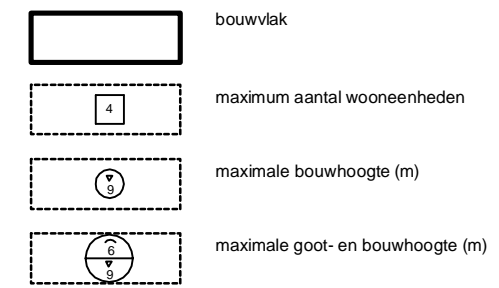 bouwvlak
4
maximum aantal wooneenheden
9
maximale bouwhoogte (m)
6
9
maximale goot- en bouwhoogte (m)